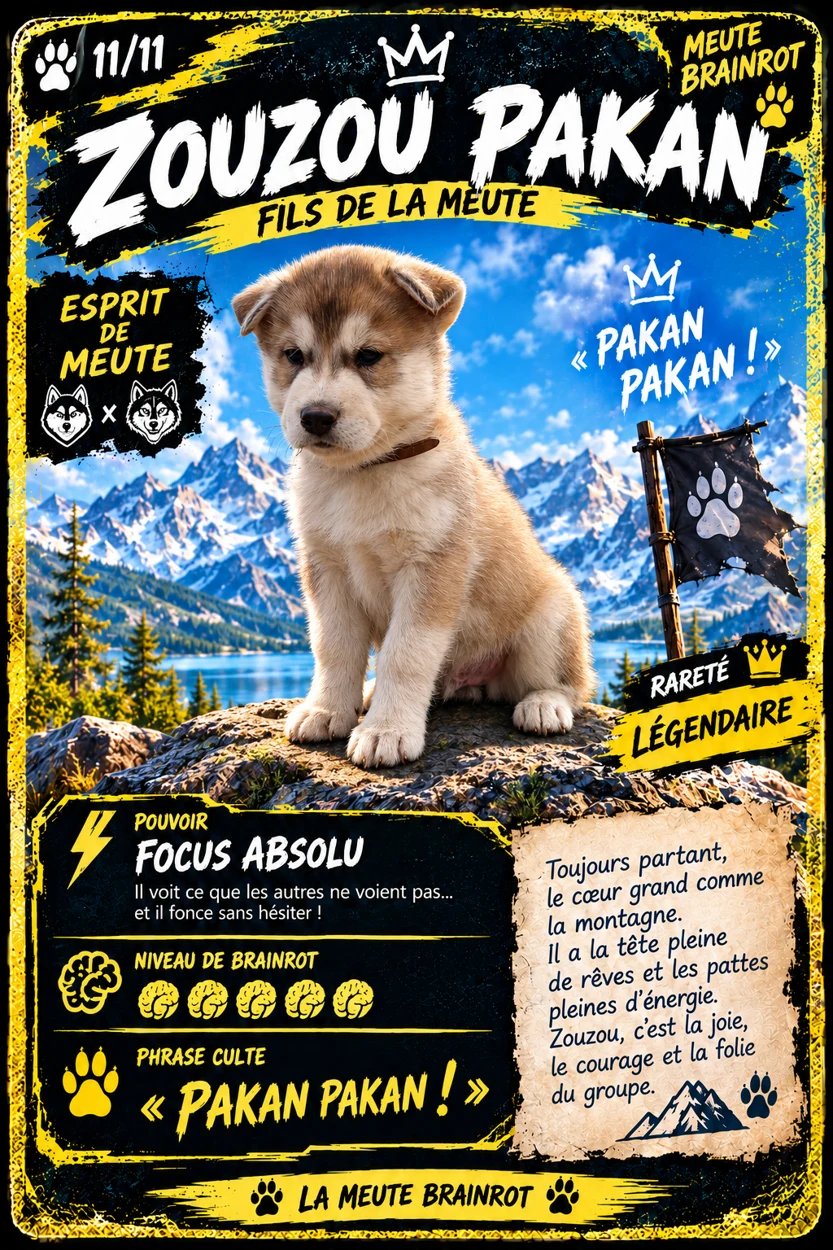 11/11
MEUTE
BRAINROT
ZOUZOU PAKAN
FILS DE LA MEUTE
ESPRIT
DE
MEUTE
X
« PAKAN
PAKAN ! »
RARETÉ
LÉGENDAIRE
POUVOIR
FOCUS ABSOLU
Il voit ce que les autres ne voient pas...
et il fonce sans hésiter !
NIVEAU DE BRAINROT
PHRASE CULTE
« PAKAN PAKAN ! »
Toujours partant,
le cœur grand comme
la montagne.
Il a la tête pleine
de rêves et les pattes
pleines d'énergie.
Zouzou, c'est la joie,
le courage et la folie
du groupe.
LA MEUTE BRAINROT